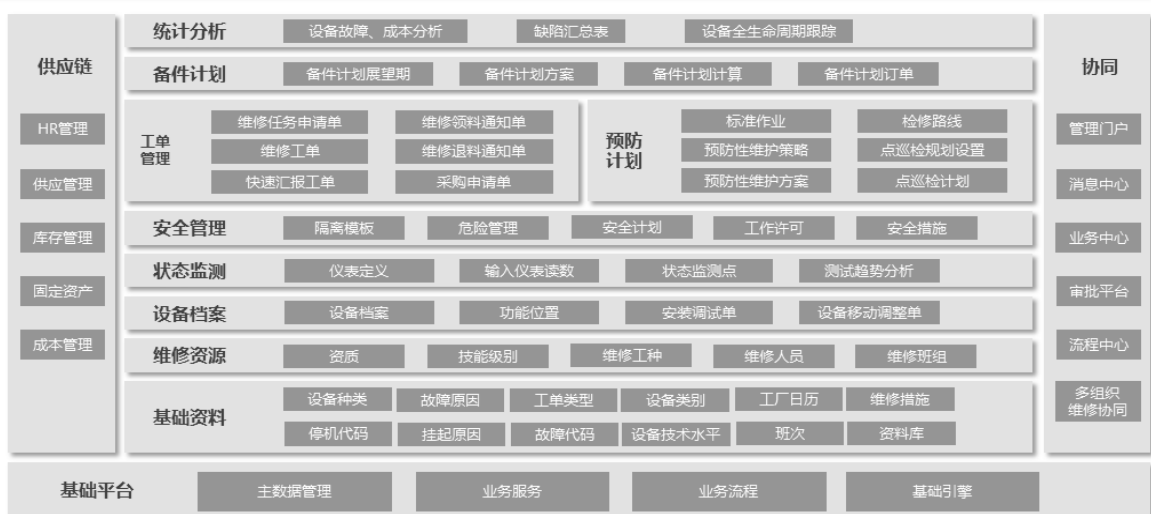 供应链
HR管理
供应管理
库存管理
固定资产
成本管理
统计分析
设备故障、成本分析
缺陷汇总表
设备全生命周期跟踪
备件计划
备件计划展望期
备件计划方案
备件计划计算
备件计划订单
工单
管理
维修任务申请单
维修领料通知单
维修工单
维修退料通知单
快速汇报工单
采购申请单
预防
计划
标准作业
检修路线
预防性维护策略
点巡检规划设置
预防性维护方案
点巡检计划
安全管理
隔离模板
危险管理
安全计划
工作许可
安全措施
状态监测
仪表定义
输入仪表读数
状态监测点
测试趋势分析
设备档案
设备档案
功能位置
安装调试单
设备移动调整单
维修资源
资质
技能级别
维修工种
维修人员
维修班组
基础资料
设备种类
故障原因
工单类型
设备类别
工厂日历
维修措施
停机代码
挂起原因
故障代码
设备技术水平
班次
资料库
协同
管理门户
消息中心
业务中心
审批平台
流程中心
多组织
维修协同
基础平台
主数据管理
业务服务
业务流程
基础引擎